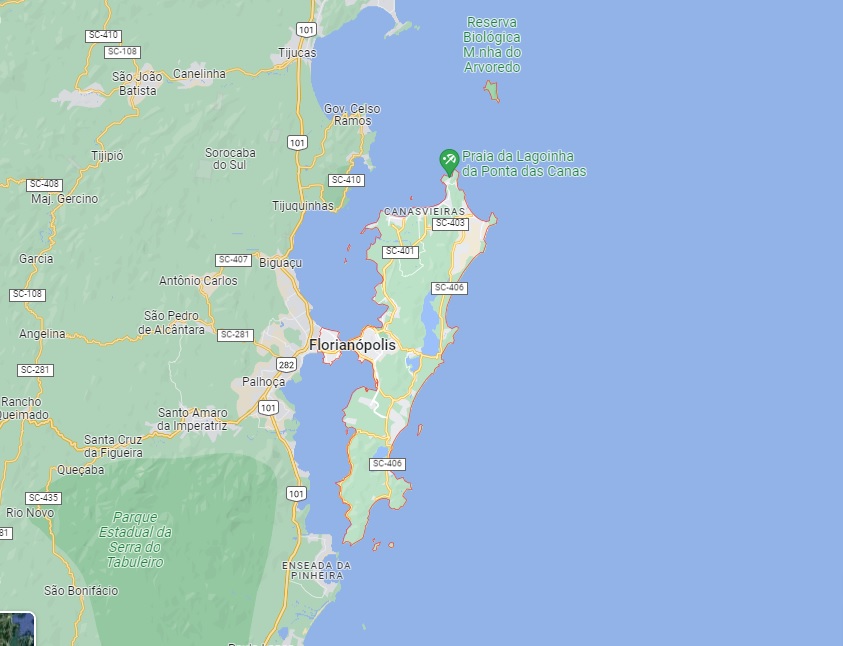 Reserva
Biológica
M.nha do
Arvoredo
SC-410
101
SC-108
Tijucas
São João
Batista
Canelinha
Gov. Celso
Ramos
101
Tijipió
Sorocaba
do Sul
Praia da Lagoinha
da Ponta das Canas
SC-408
SC-410
Maj. Gercino
Tijuquinhas
CANASVIEIRAS
SC-403
SC-401
Garcia
SC-407
Biguaçu
Antônio Carlos
SC-108
SC-406
São Pedro
de Alcântara
Angelina
SC-281
Florianópolis
SC-281
282
Palhoça
Rancho
Queimado
101
Santo Amaro
da Imperatriz
Santa Cruz
da Figueira
Queçaba
SC-406
SC-435
101
Rio Novo
81
Parque
Estadual da
Serra do
Tabuleiro
ENSEADA DA
PINHEIRA
São Bonifácio